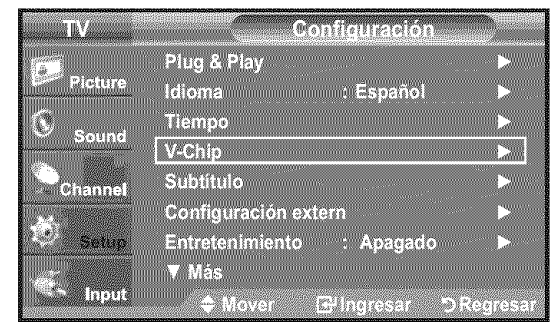 TV
Configuración
Picture
Sound
Channel
Setup
Input
Plug & Play
Idioma : Español
Tiempo
V-Chip
Subtítulo
Configuración extern
Entretenimiento : Apagado
▼ Más
Mover Ingresar Regresar